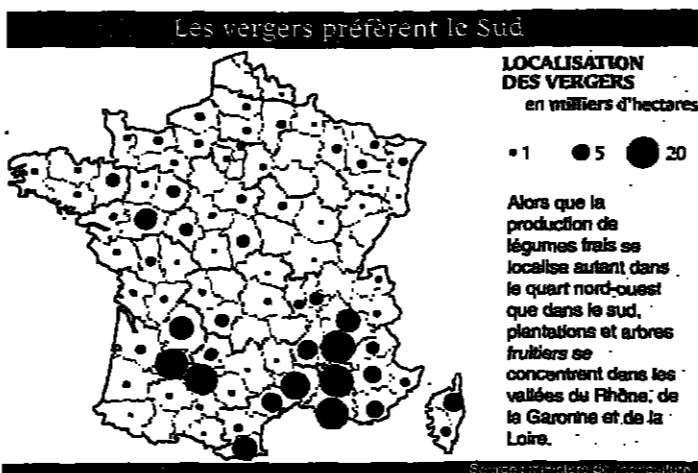 Les vergers préfèrent le Sud
LOCALISATION
DES VERGERS
en milliers d'hectares
1 5 20
Alors que la
production de
légumes frais se
localise autant dans
le quart nord-ouest
que dans le sud,
plantations et arbres
fruitiers se
concentrent dans les
vallées du Rhône, de
la Garonne et de la
Loire.